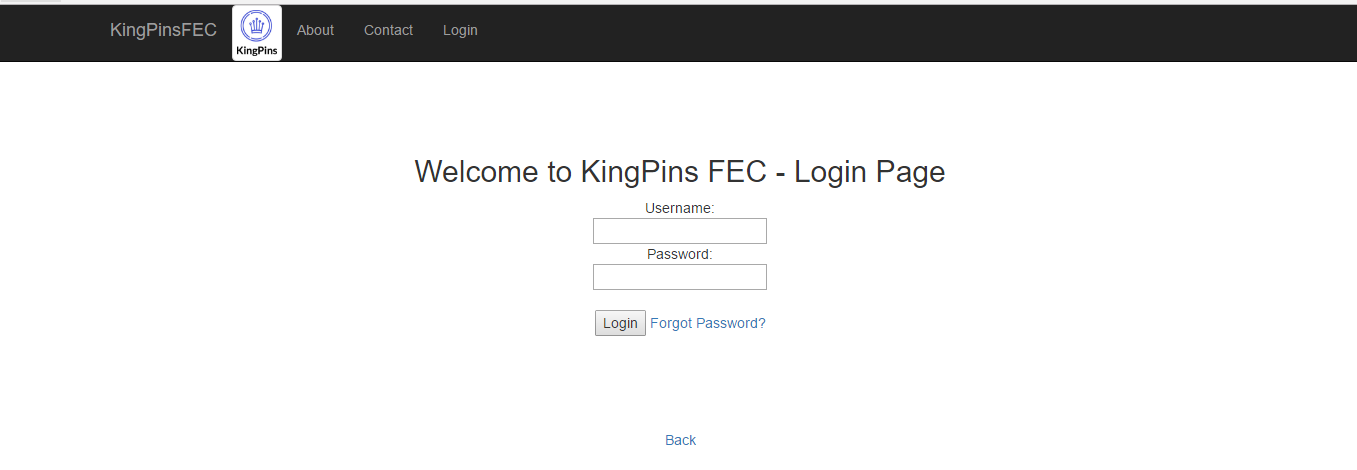 KingPinsFEC KingPins About Contact Login
Welcome to KingPins FEC - Login Page
Username:
Password:
Login Forgot Password?
Back